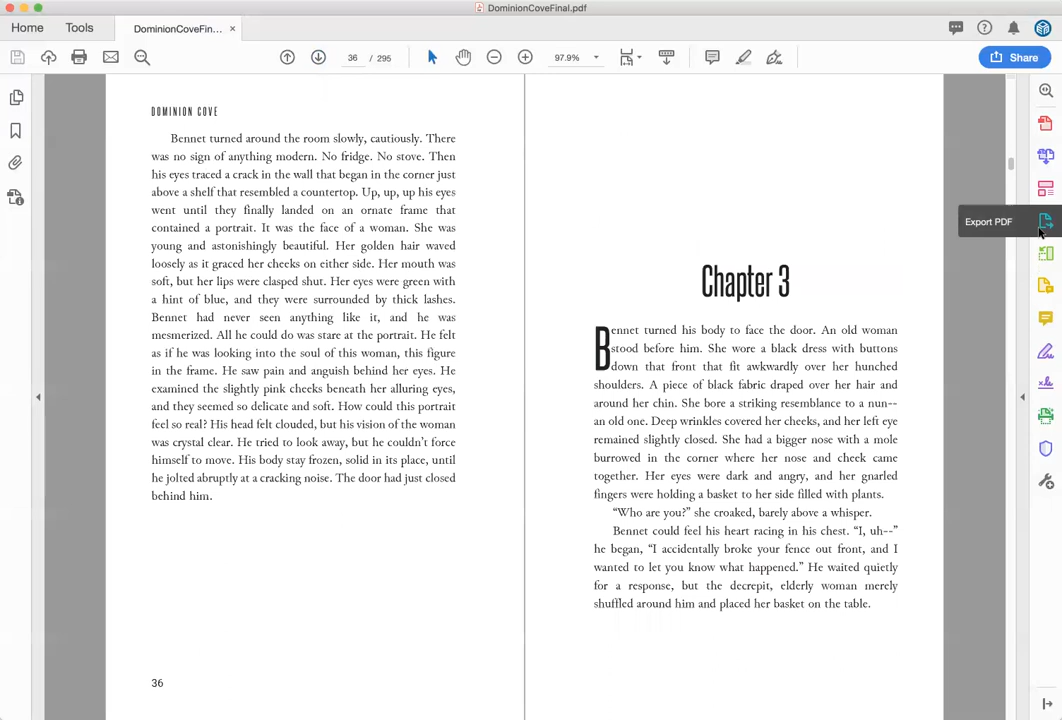 DominionCoveFinal.pdf
Home
Tools
DominionCoveFin...
36
/ 295
97.9%
Share
DOMINION COVE
Bennet turned around the room slowly, cautiously. There
was no sign of anything modern. No fridge. No stove. Then
his eyes traced a crack in the wall that began in the corner just
above a shelf that resembled a countertop. Up, up, up his eyes
went until they finally landed on an ornate frame that
contained a portrait. It was the face of a woman. She was
young and astonishingly beautiful. Her golden hair waved
loosely as it graced her cheeks on either side. Her mouth was
soft, but her lips were clasped shut. Her eyes were green with
a hint of blue, and they were surrounded by thick lashes.
Bennet had never seen anything like it, and he was
mesmerized. All he could do was stare at the portrait. He felt
as if he was looking into the soul of this woman, this figure
in the frame. He saw pain and anguish behind her eyes. He
examined the slightly pink cheeks beneath her alluring eyes,
and they seemed so delicate and soft. How could this portrait
feel so real? His head felt clouded, but his vision of the woman
was crystal clear. He tried to look away, but he couldn't force
himself to move. His body stay frozen, solid in its place, until
he jolted abruptly at a cracking noise. The door had just closed
behind him.
36
Chapter 3
Bennet turned his body to face the door. An old woman
stood before him. She wore a black dress with buttons
down that front that fit awkwardly over her hunched
shoulders. A piece of black fabric draped over her hair and
around her chin. She bore a striking resemblance to a nun--
an old one. Deep wrinkles covered her cheeks, and her left eye
remained slightly closed. She had a bigger nose with a mole
burrowed in the corner where her nose and cheek came
together. Her eyes were dark and angry, and her gnarled
fingers were holding a basket to her side filled with plants.
“Who are you?” she croaked, barely above a whisper.
Bennet could feel his heart racing in his chest. “I, uh--”
he began, “I accidentally broke your fence out front, and I
wanted to let you know what happened.” He waited quietly
for a response, but the decrepit, elderly woman merely
shuffled around him and placed her basket on the table.
Export PDF